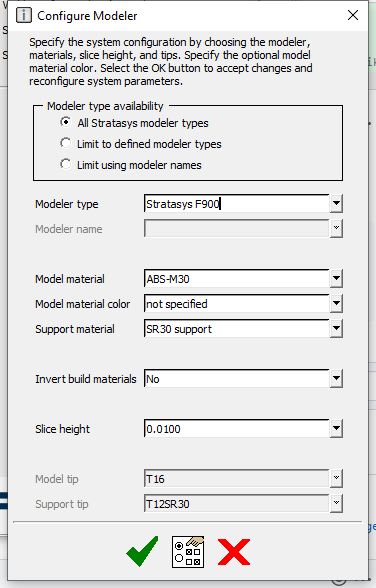 Configure Modeler
Specify the system configuration by choosing the modeler,
materials, slice height, and tips. Specify the optional model
material color. Select the OK button to accept changes and
reconfigure system parameters.
Modeler type availability
All Stratasys modeler types
Limit to defined modeler types
Limit using modeler names
Modeler type Stratasys F900
Modeler name
Model material ABS-M30
Model material color not specified
Support material SR30 support
Invert build materials No
Slice height 0.0100
Model tip T16
Support tip T12SR30